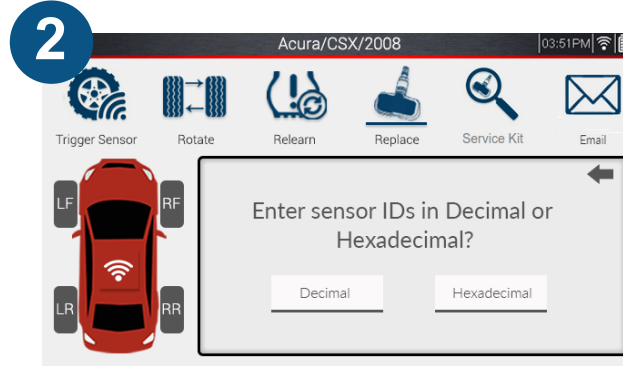 2
Acura/CSX/2008
03:51PM
Trigger Sensor
Rotate
Relearn
Replace
Service Kit
Email
LF
RF
Enter sensor IDs in Decimal or
Hexadecimal?
Decimal
Hexadecimal
LR
RR